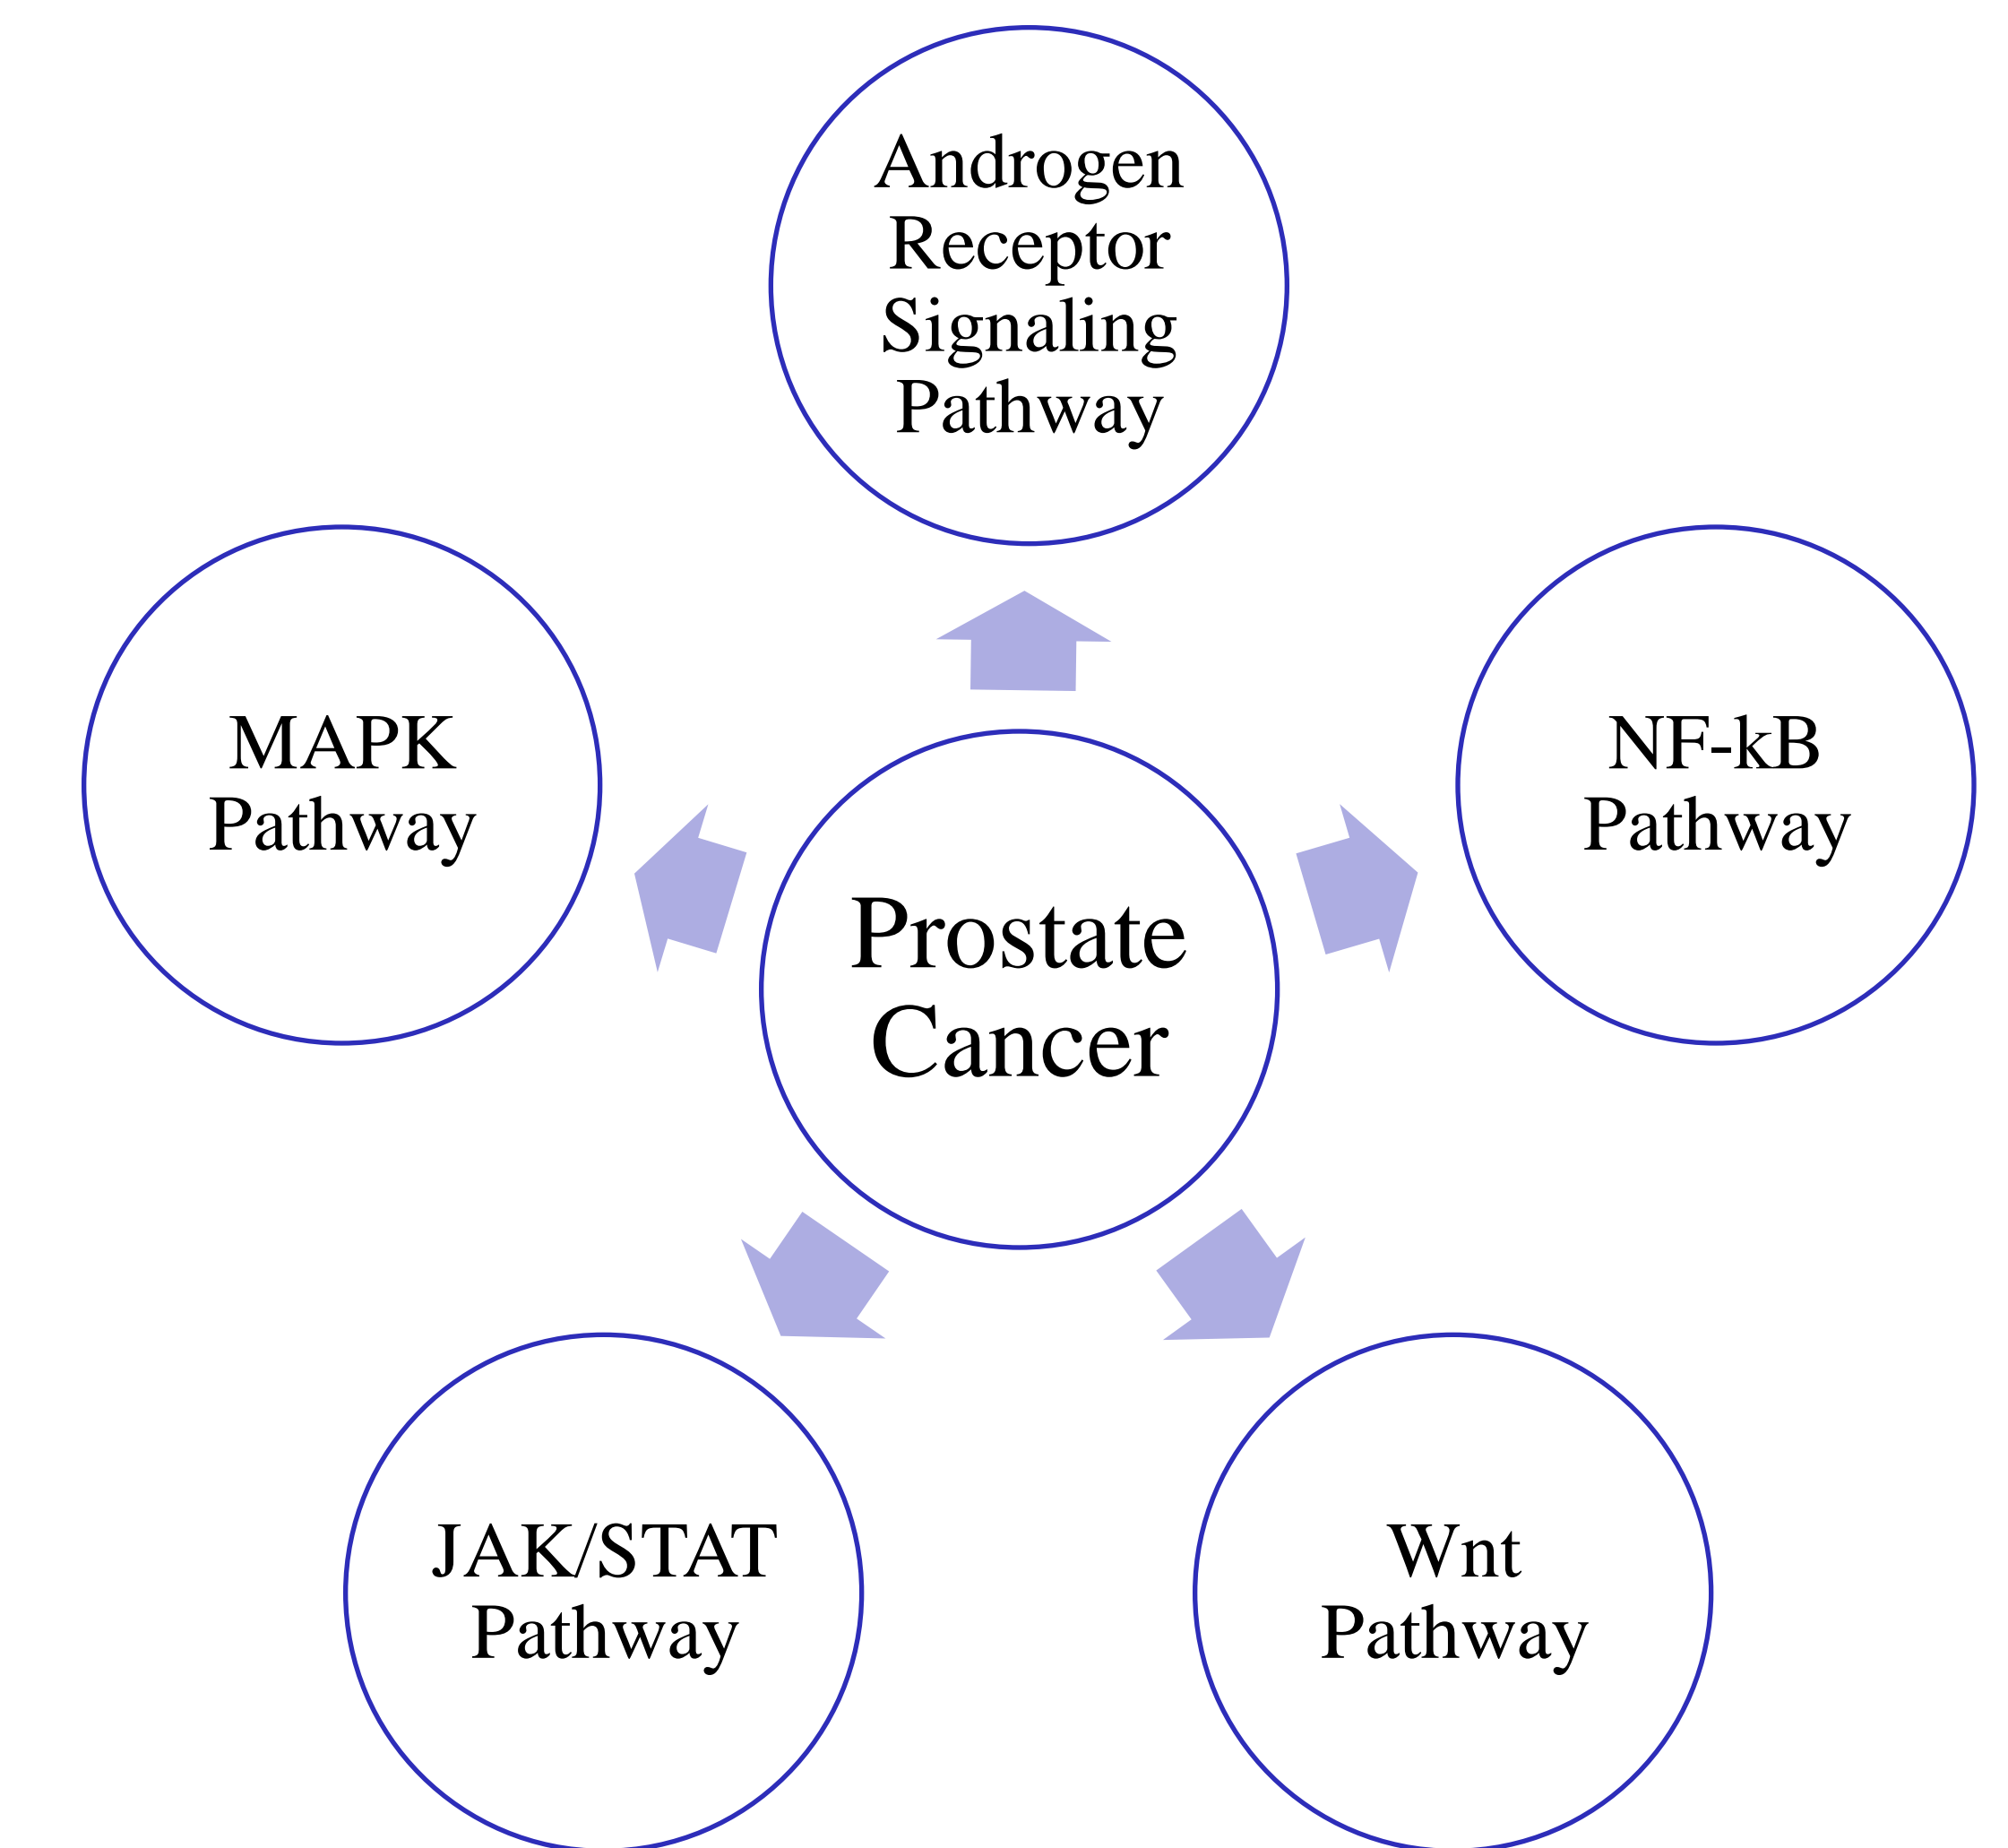 Androgen
Receptor
Signaling
Pathway
MAPK
Pathway
NF-kB
Pathway
Prostate
Cancer
JAK/STAT
Pathway
Wnt
Pathway